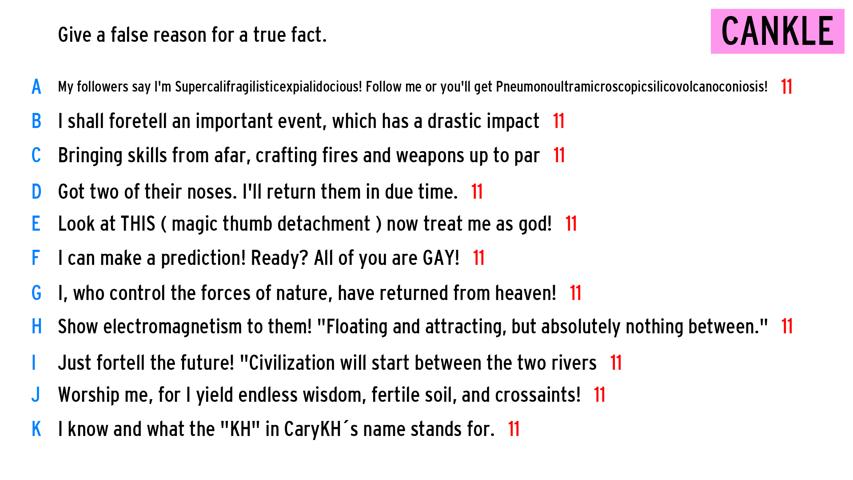 Give a false reason for a true fact.
CANKLE
A My followers say I'm Supercalifragilisticexpialidocious! Follow me or you'll get Pneumonoultramicroscopicsilicovolcanoconiosis! 11
B I shall foretell an important event, which has a drastic impact 11
C Bringing skills from afar, crafting fires and weapons up to par 11
D Got two of their noses. I'll return them in due time. 11
E Look at THIS ( magic thumb detachment ) now treat me as god! 11
F I can make a prediction! Ready? All of you are GAY! 11
G I, who control the forces of nature, have returned from heaven! 11
H Show electromagnetism to them! "Floating and attracting, but absolutely nothing between." 11
I Just fortell the future! "Civilization will start between the two rivers 11
J Worship me, for I yield endless wisdom, fertile soil, and crossaints! 11
K I know and what the "KH" in CaryKH´s name stands for. 11